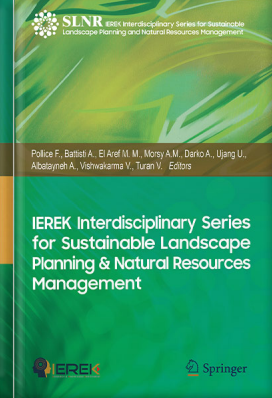 SLNR IEREK Interdisciplinary Series for Sustainable
Landscape Planning and Natural Resources Management
Pollice F., Battisti A., El Aref M. M., Morsy A.M., Darko A., Ujang U.,
Albatayneh A., Vishwakarma V., Turan V. Editors
IEREK Interdisciplinary Series
for Sustainable Landscape
Planning & Natural Resources
Management
IEREK
Springer